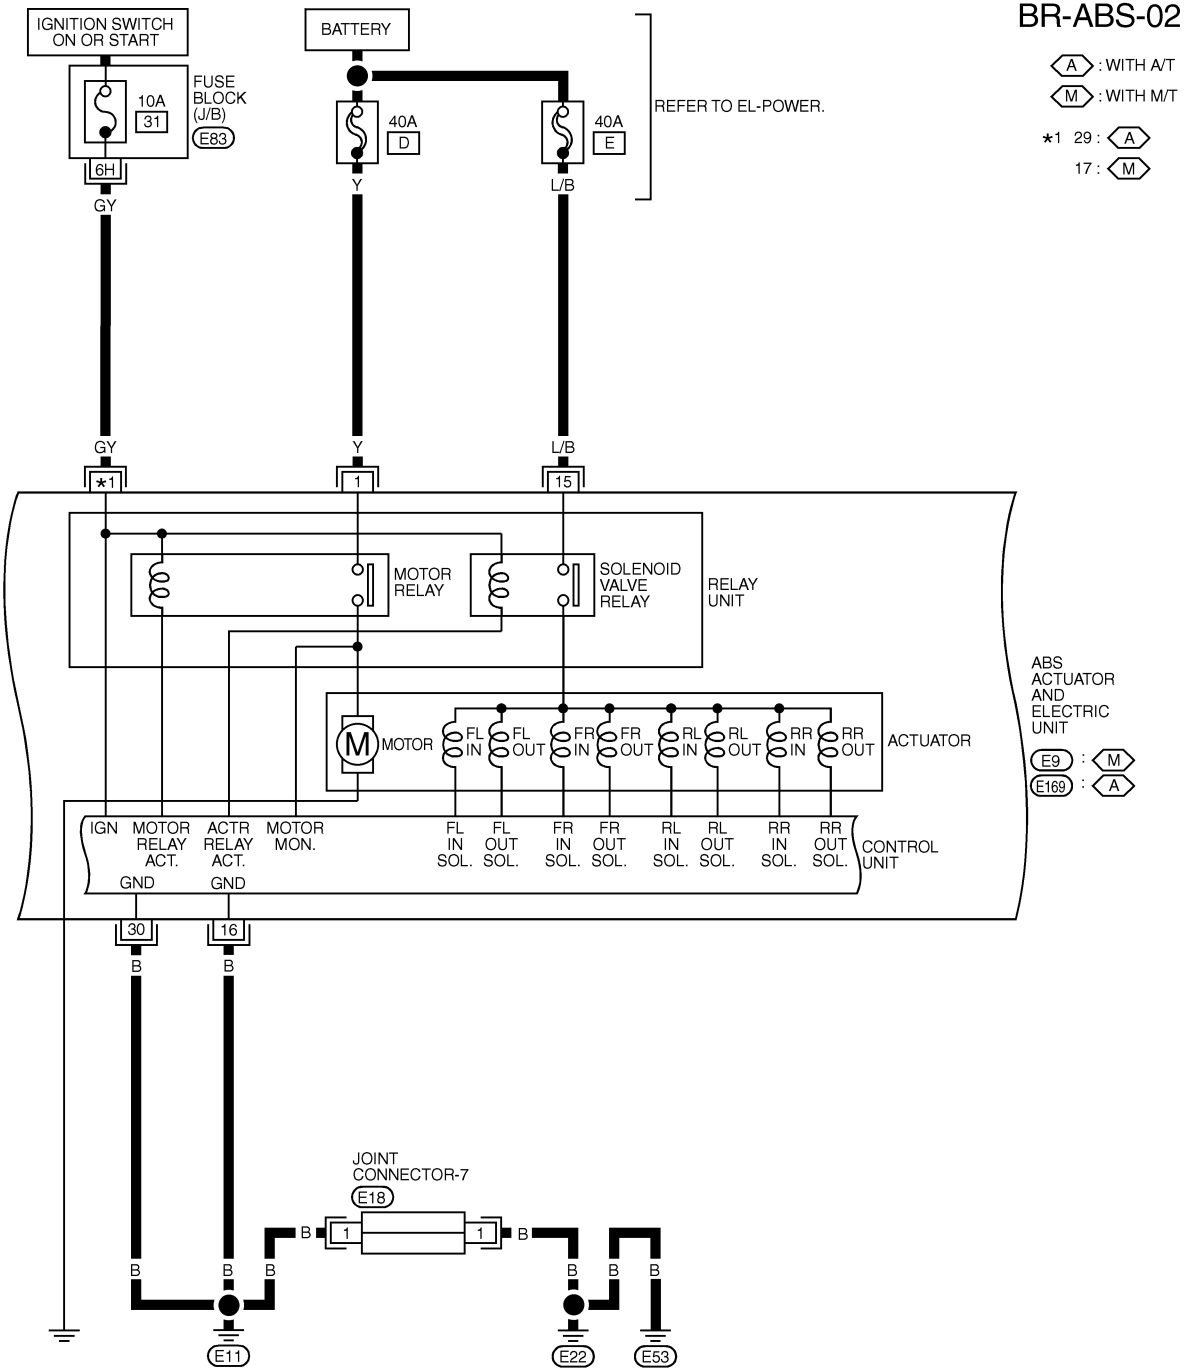 BR-ABS-02
IGNITION SWITCH
ON OR START
BATTERY
A : WITH A/T
M : WITH M/T
*1 29 : A
17 : M
10A
31
FUSE
BLOCK
(J/B)
E83
40A
D
40A
E
REFER TO EL-POWER.
6H
GY
Y
L/B
GY
Y
L/B
*1
1
15
MOTOR
RELAY
SOLENOID
VALVE
RELAY
RELAY
UNIT
ABS
ACTUATOR
AND
ELECTRIC
UNIT
E9 : M
E169 : A
M
MOTOR
FL
IN
FL
OUT
FR
IN
FR
OUT
RL
IN
RL
OUT
RR
IN
RR
OUT
ACTUATOR
IGN
MOTOR
RELAY
ACT.
ACTR
RELAY
ACT.
MOTOR
MON.
FL
IN
SOL.
FL
OUT
SOL.
FR
IN
SOL.
FR
OUT
SOL.
RL
IN
SOL.
RL
OUT
SOL.
RR
IN
SOL.
RR
OUT
SOL.
CONTROL
UNIT
GND
GND
30
16
B
B
JOINT
CONNECTOR-7
E18
B
1
1
B
B
B
B
B
B
B
E11
E22
E53